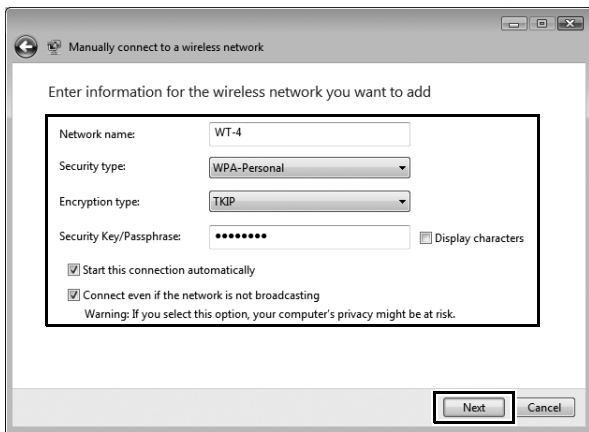 Manually connect to a wireless network
Enter information for the wireless network you want to add
Network name: WT-4
Security type: WPA-Personal
Encryption type: TKIP
Security Key/Passphrase: •••••••• Display characters
Start this connection automatically
Connect even if the network is not broadcasting
Warning: If you select this option, your computer's privacy might be at risk.
Next Cancel